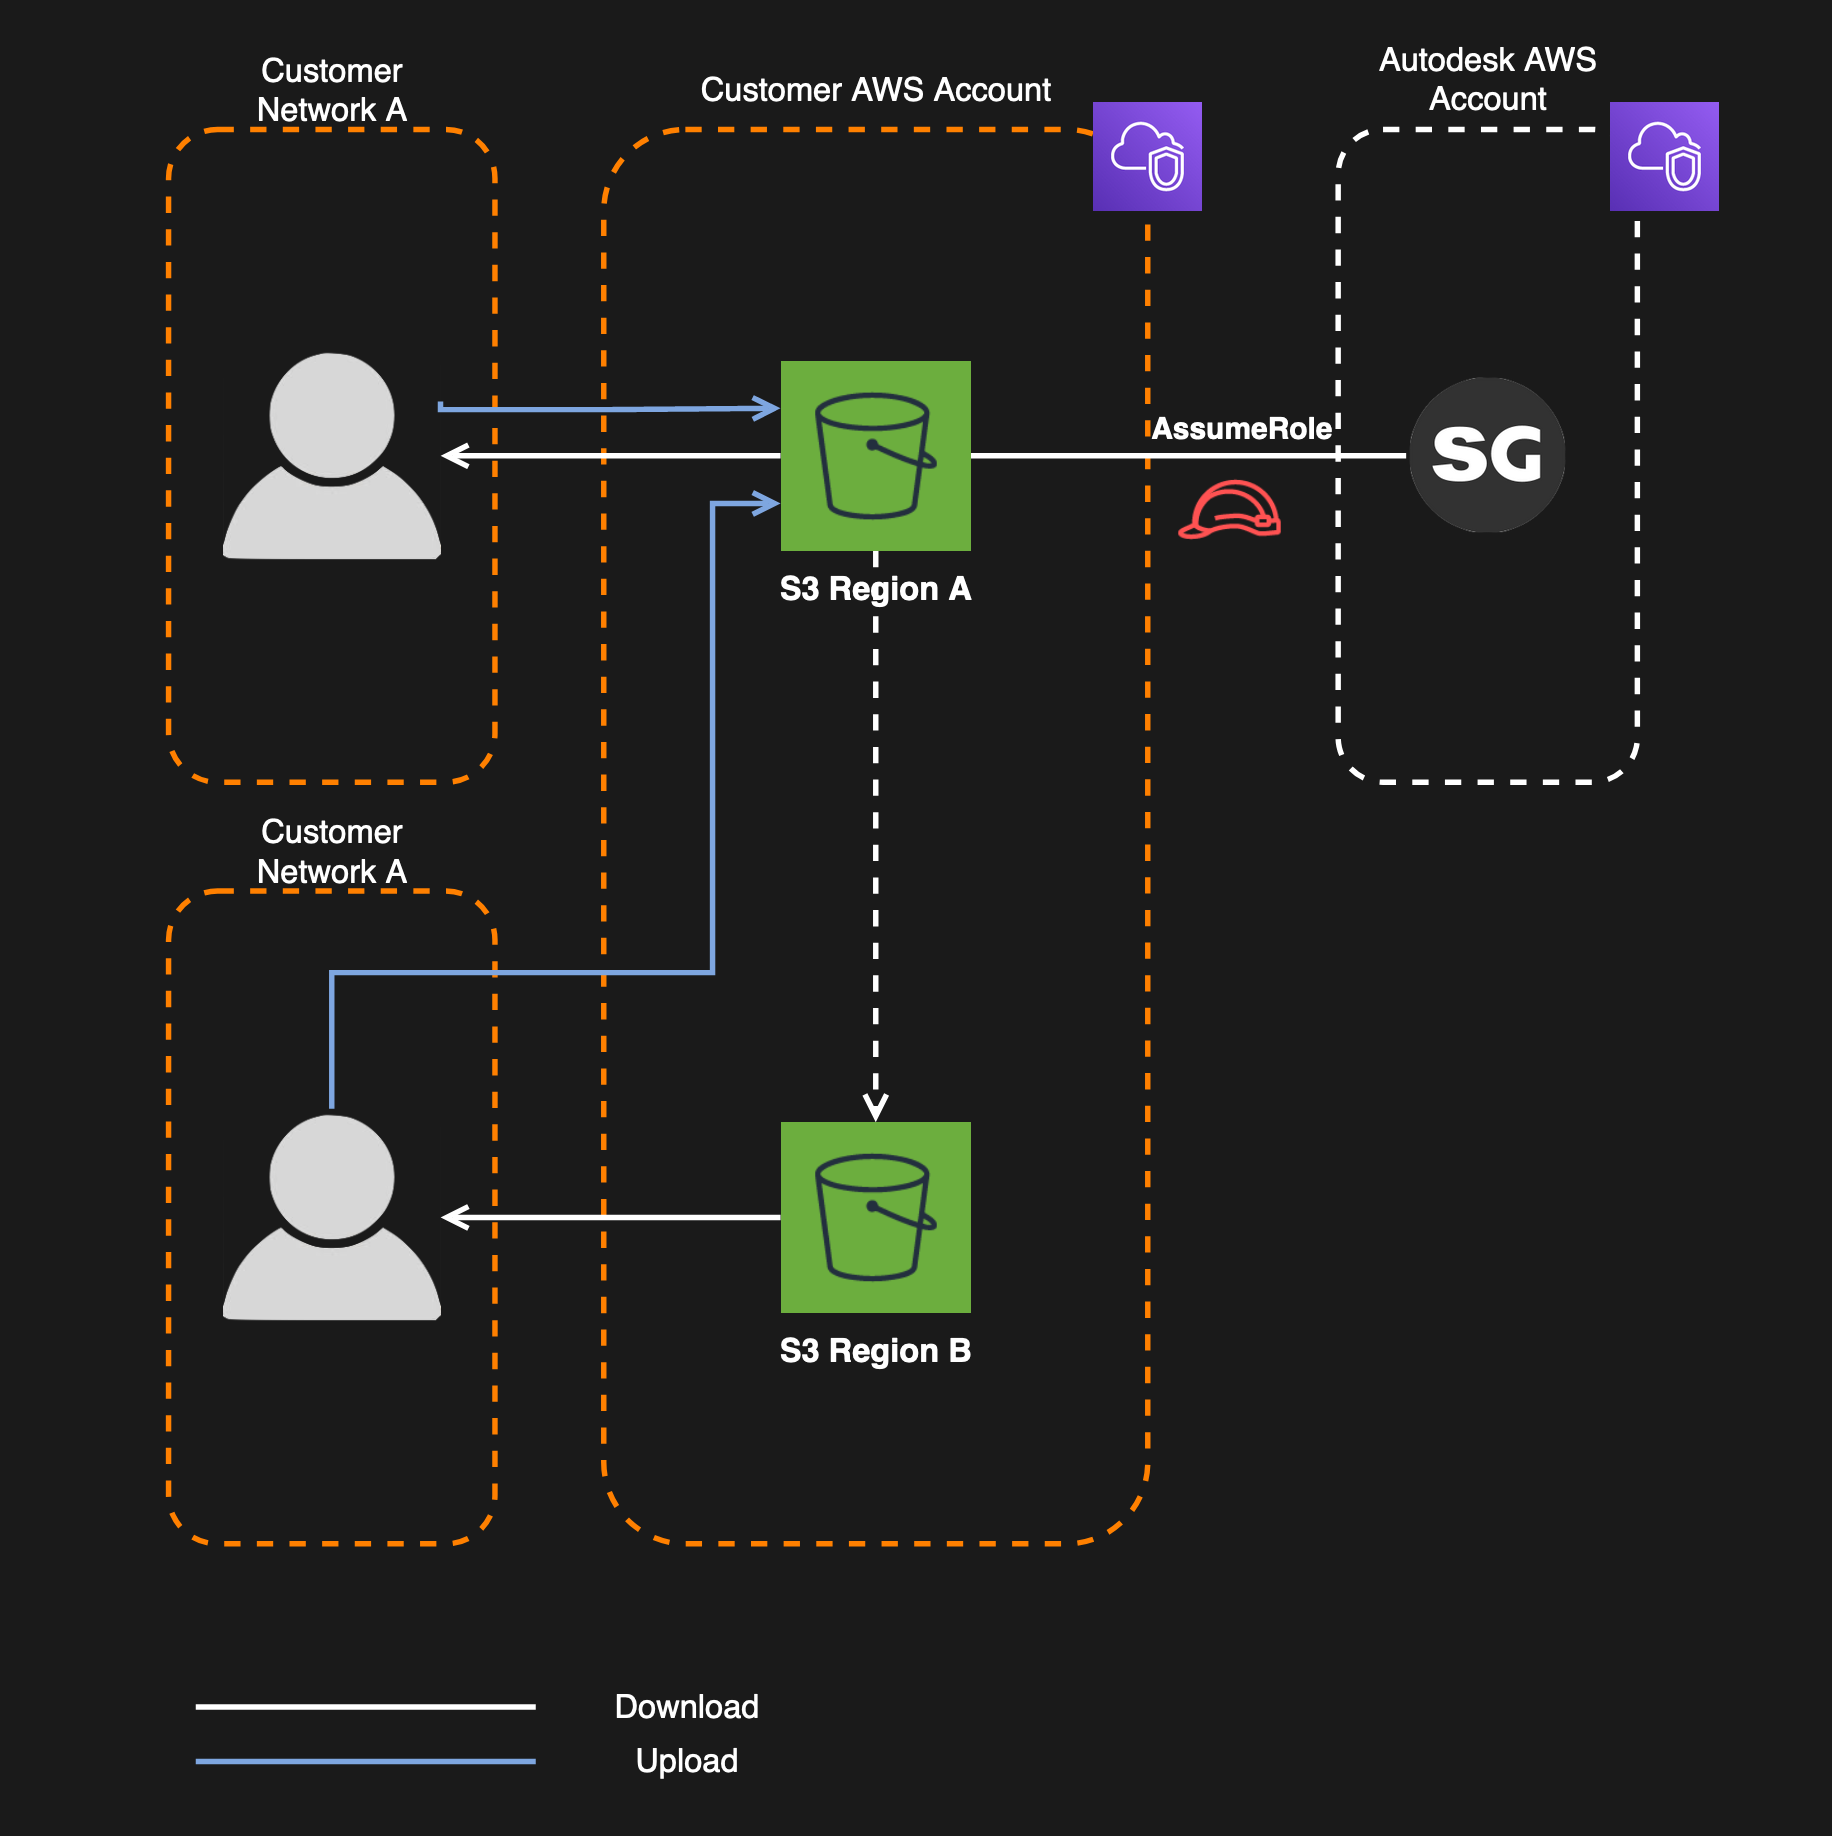 Customer
Network A
Customer AWS Account
Autodesk AWS
Account
AssumeRole
SG
S3 Region A
Customer
Network A
S3 Region B
Download
Upload